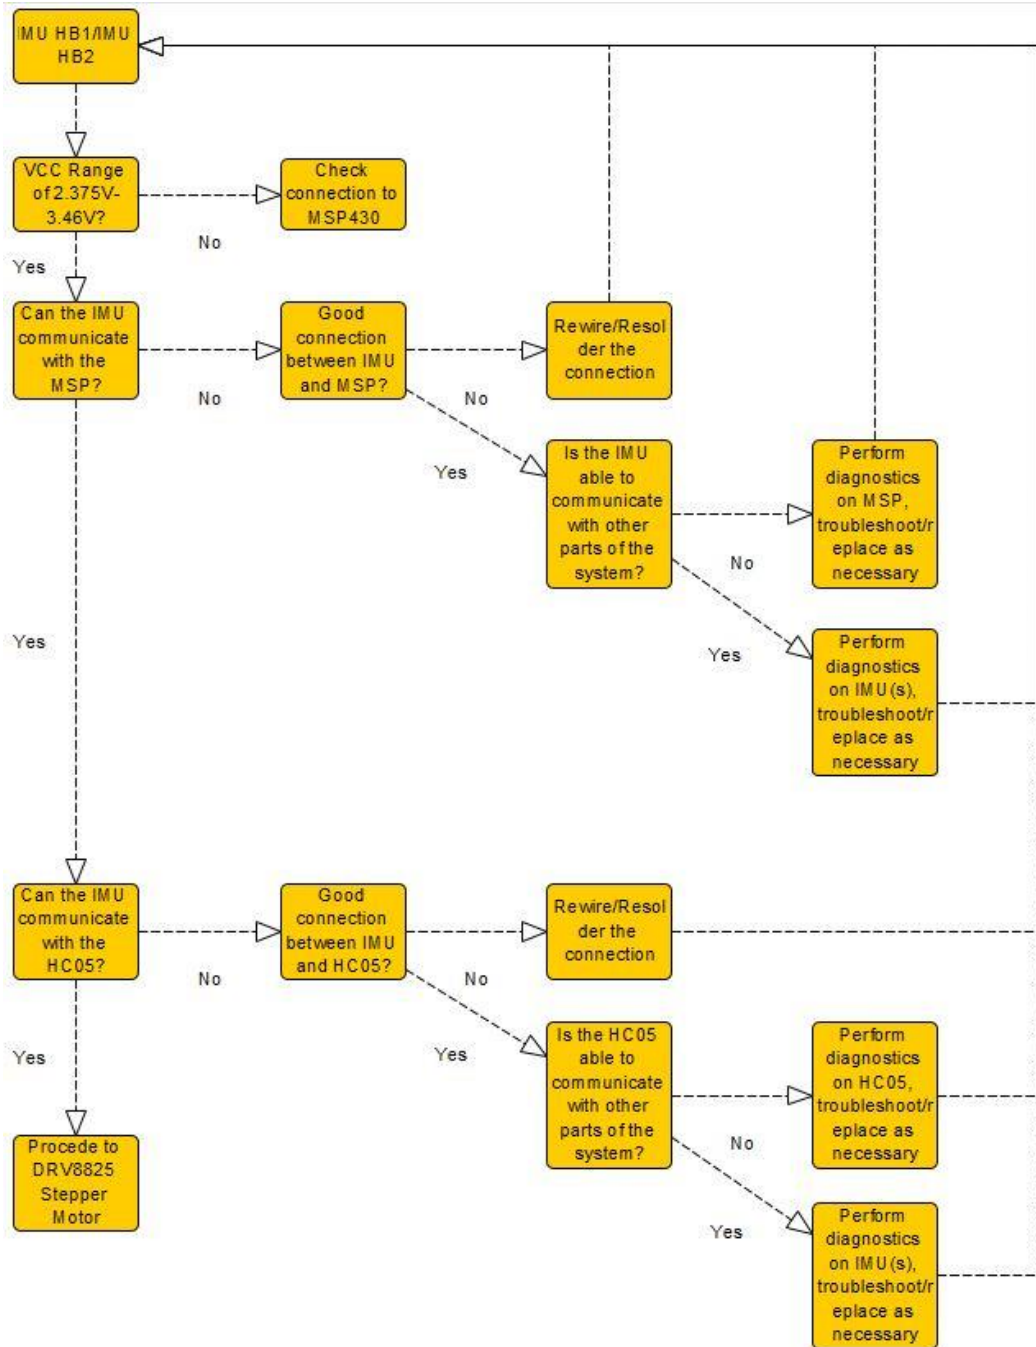 IMU HB1/IMU
HB2
VCC Range
of 2.375V-
3.46V?
Check
connection to
MSP430
No
Yes
Can the IMU
communicate
with the
MSP?
Good
connection
between IMU
and MSP?
Rewire/Resol
der the
connection
No
No
Yes
Is the IMU
able to
communicate
with other
parts of the
system?
Perform
diagnostics
on MSP,
troubleshoot/r
eplace as
necessary
No
Yes
Yes
Perform
diagnostics
on IMU(s),
troubleshoot/r
eplace as
necessary
Can the IMU
communicate
with the
HC05?
Good
connection
between IMU
and HC05?
Rewire/Resol
der the
connection
No
No
Yes
Yes
Is the HC05
able to
communicate
with other
parts of the
system?
Perform
diagnostics
on HC05,
troubleshoot/r
eplace as
necessary
No
Yes
Procede to
DRV8825
Stepper
Motor
Perform
diagnostics
on IMU(s),
troubleshoot/r
eplace as
necessary